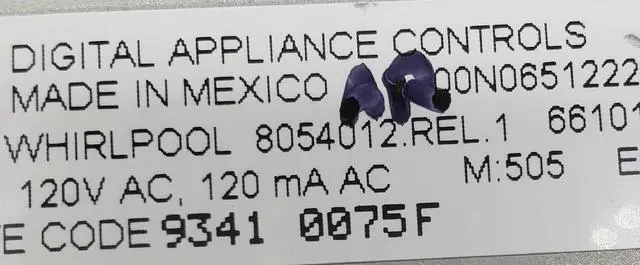 DIGITAL APPLIANCE CONTROLS
MADE IN MEXICO AR 00N0651222
WHIRLPOOL 8054012.REL.1 66101
120V AC, 120 mA AC M:505 E
E CODE 9341 0075F